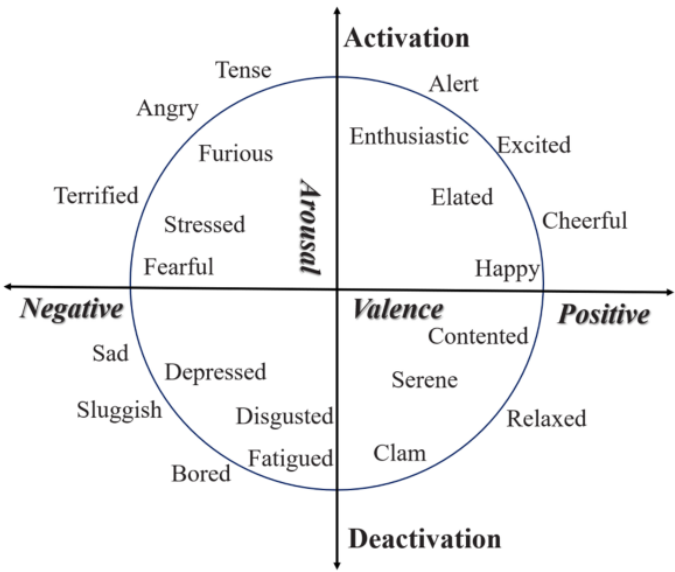 Activation
Tense
Alert
Angry
Enthusiastic
Excited
Furious
Terrified
Elated
Arousal
Stressed
Cheerful
Fearful
Happy
Negative
Valence
Positive
Contented
Sad
Depressed
Serene
Sluggish
Disgusted
Relaxed
Fatigued
Clam
Bored
Deactivation